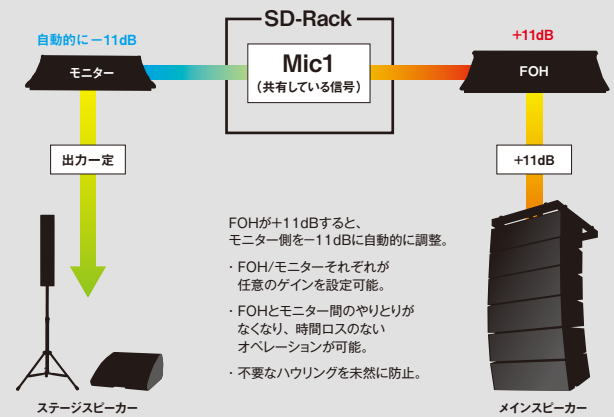 SD-Rack
自動的に－11dB
+11dB
モニター
Mic1
（共有している信号）
FOH
出力一定
+11dB
FOHが+11dBすると、
モニター側を－11dBに自動的に調整。
・FOH/モニターそれぞれが
任意のゲインを設定可能。
・FOHとモニター間のやりとりが
なくなり、時間ロスのない
オペレーションが可能。
・不要なハウリングを未然に防止。
ステージスピーカー
メインスピーカー